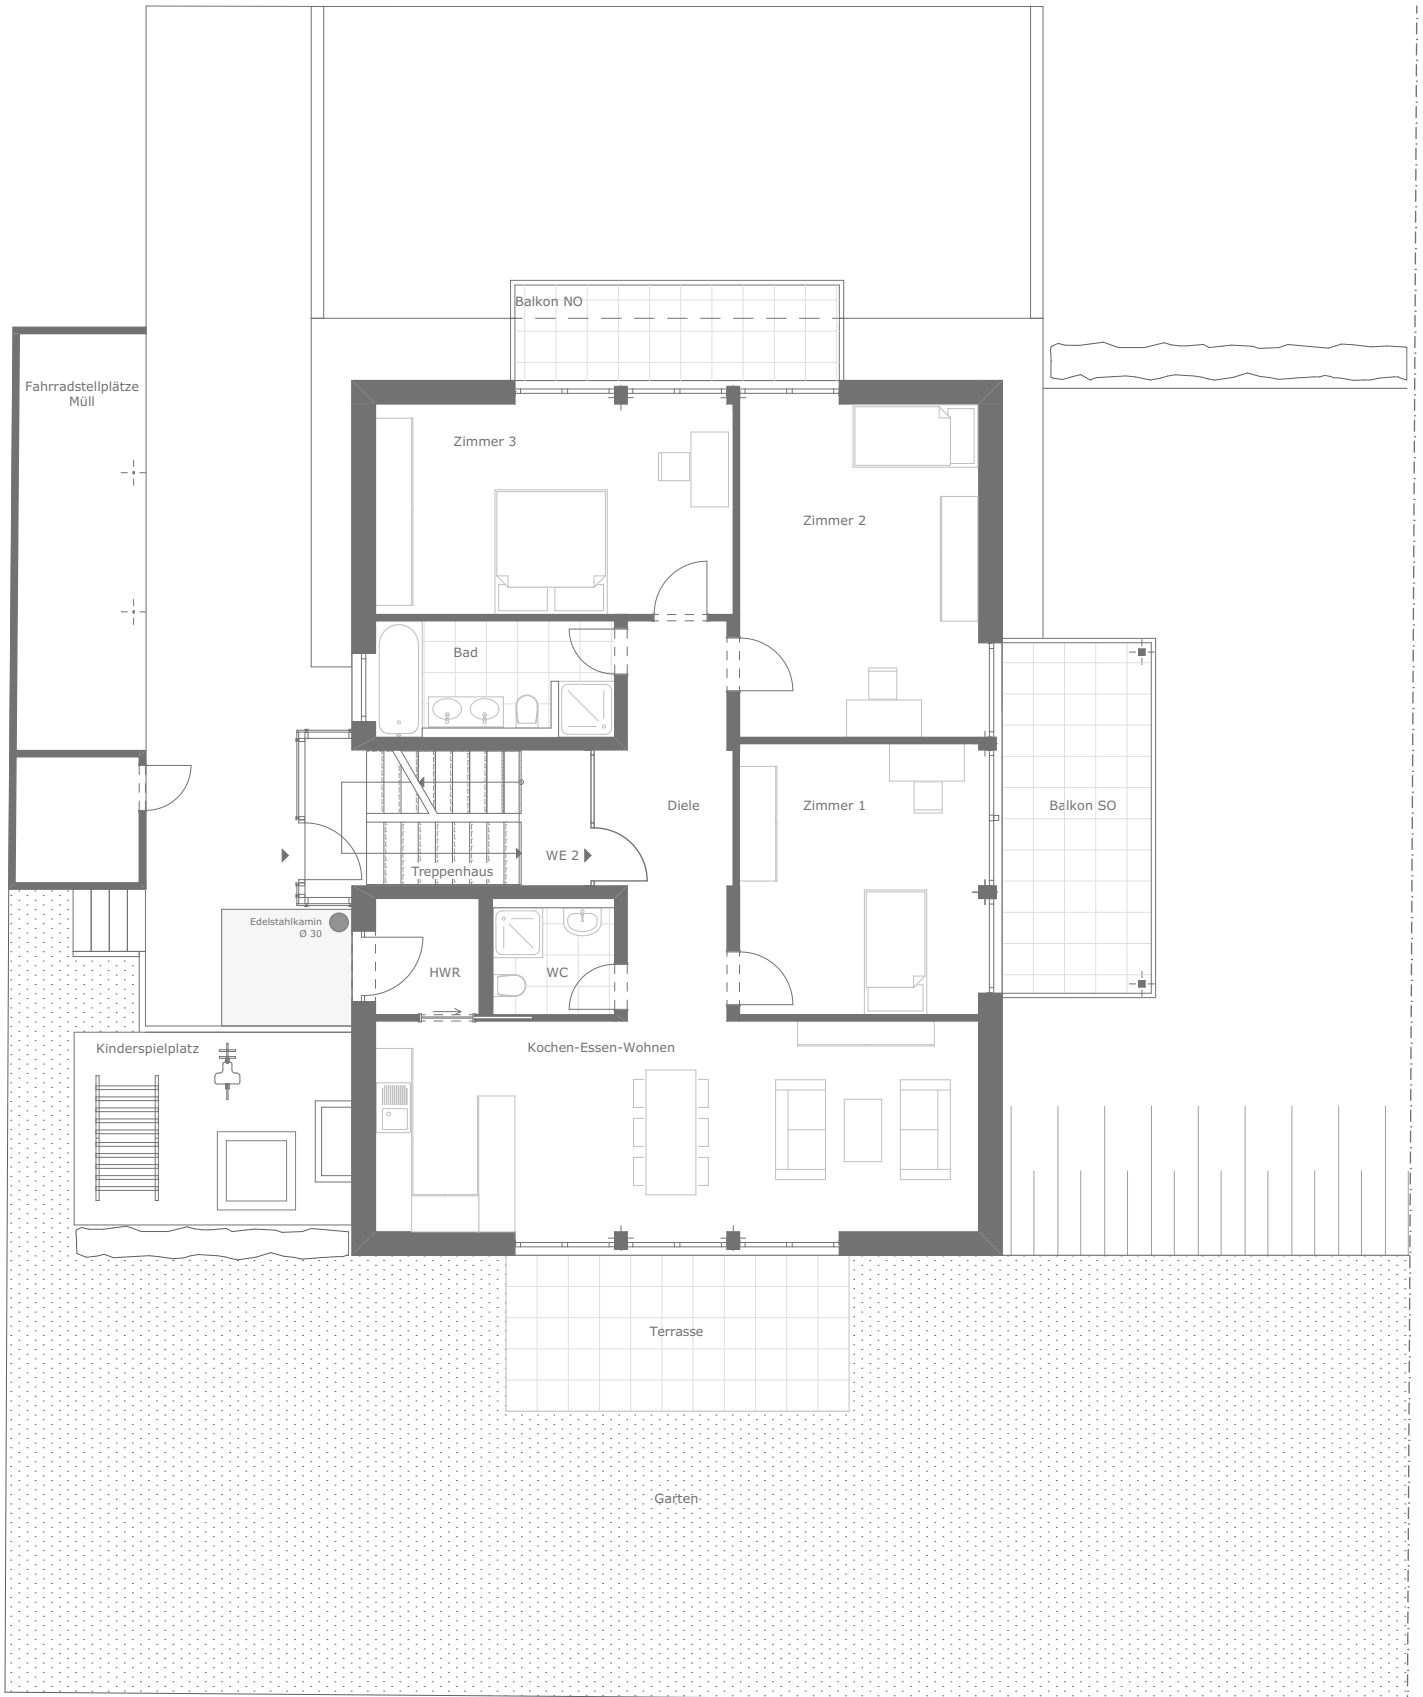 Balkon NO
Fahrradstellplätze
Müll
Zimmer 3
Zimmer 2
Bad
Diele
Zimmer 1
Balkon SO
WE 2
Treppenhaus
Edelstahlkamin
Ø 30
HWR
WC
Kinderspielplatz
Kochen-Essen-Wohnen
Terrasse
Garten